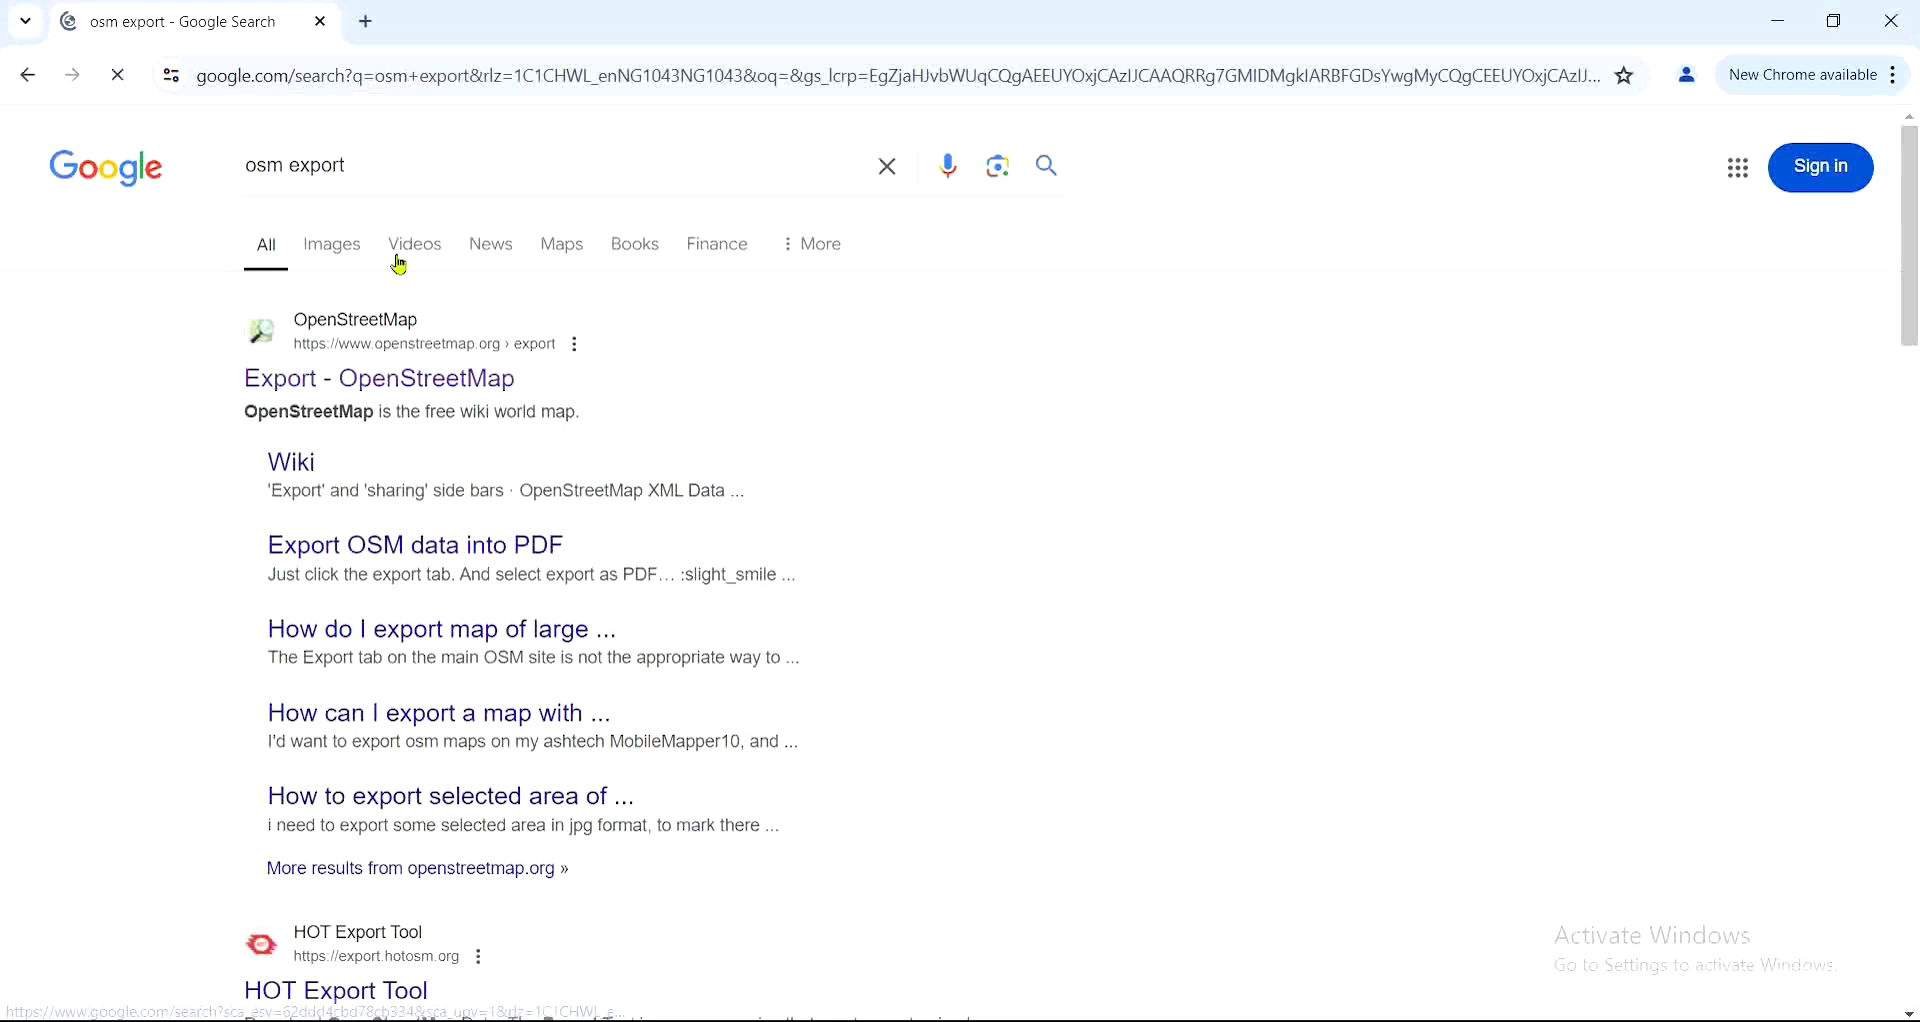 osm export - Google Search
google.com/search?q=osm+export&rlz=1C1CHWL_enNG1043NG1043&oq=&gs_lcrp=EgZjaHJvbWUqCQgAEEUYOxjCAzIJCAAQRRg7GMIDMgkIARBFGDsYwgMyCQgCEEUYOxjCAzIJ...
New Chrome available
Google
osm export
Sign in
All Images Videos News Maps Books Finance More
OpenStreetMap
https://www.openstreetmap.org › export
Export - OpenStreetMap
OpenStreetMap is the free wiki world map.
Wiki
'Export' and 'sharing' side bars · OpenStreetMap XML Data ...
Export OSM data into PDF
Just click the export tab. And select export as PDF… :slight_smile ...
How do I export map of large ...
The Export tab on the main OSM site is not the appropriate way to ...
How can I export a map with ...
I'd want to export osm maps on my ashtech MobileMapper10, and ...
How to export selected area of ...
i need to export some selected area in jpg format, to mark there ...
More results from openstreetmap.org »
HOT Export Tool
https://export.hotosm.org
HOT Export Tool
Activate Windows
Go to Settings to activate Windows.